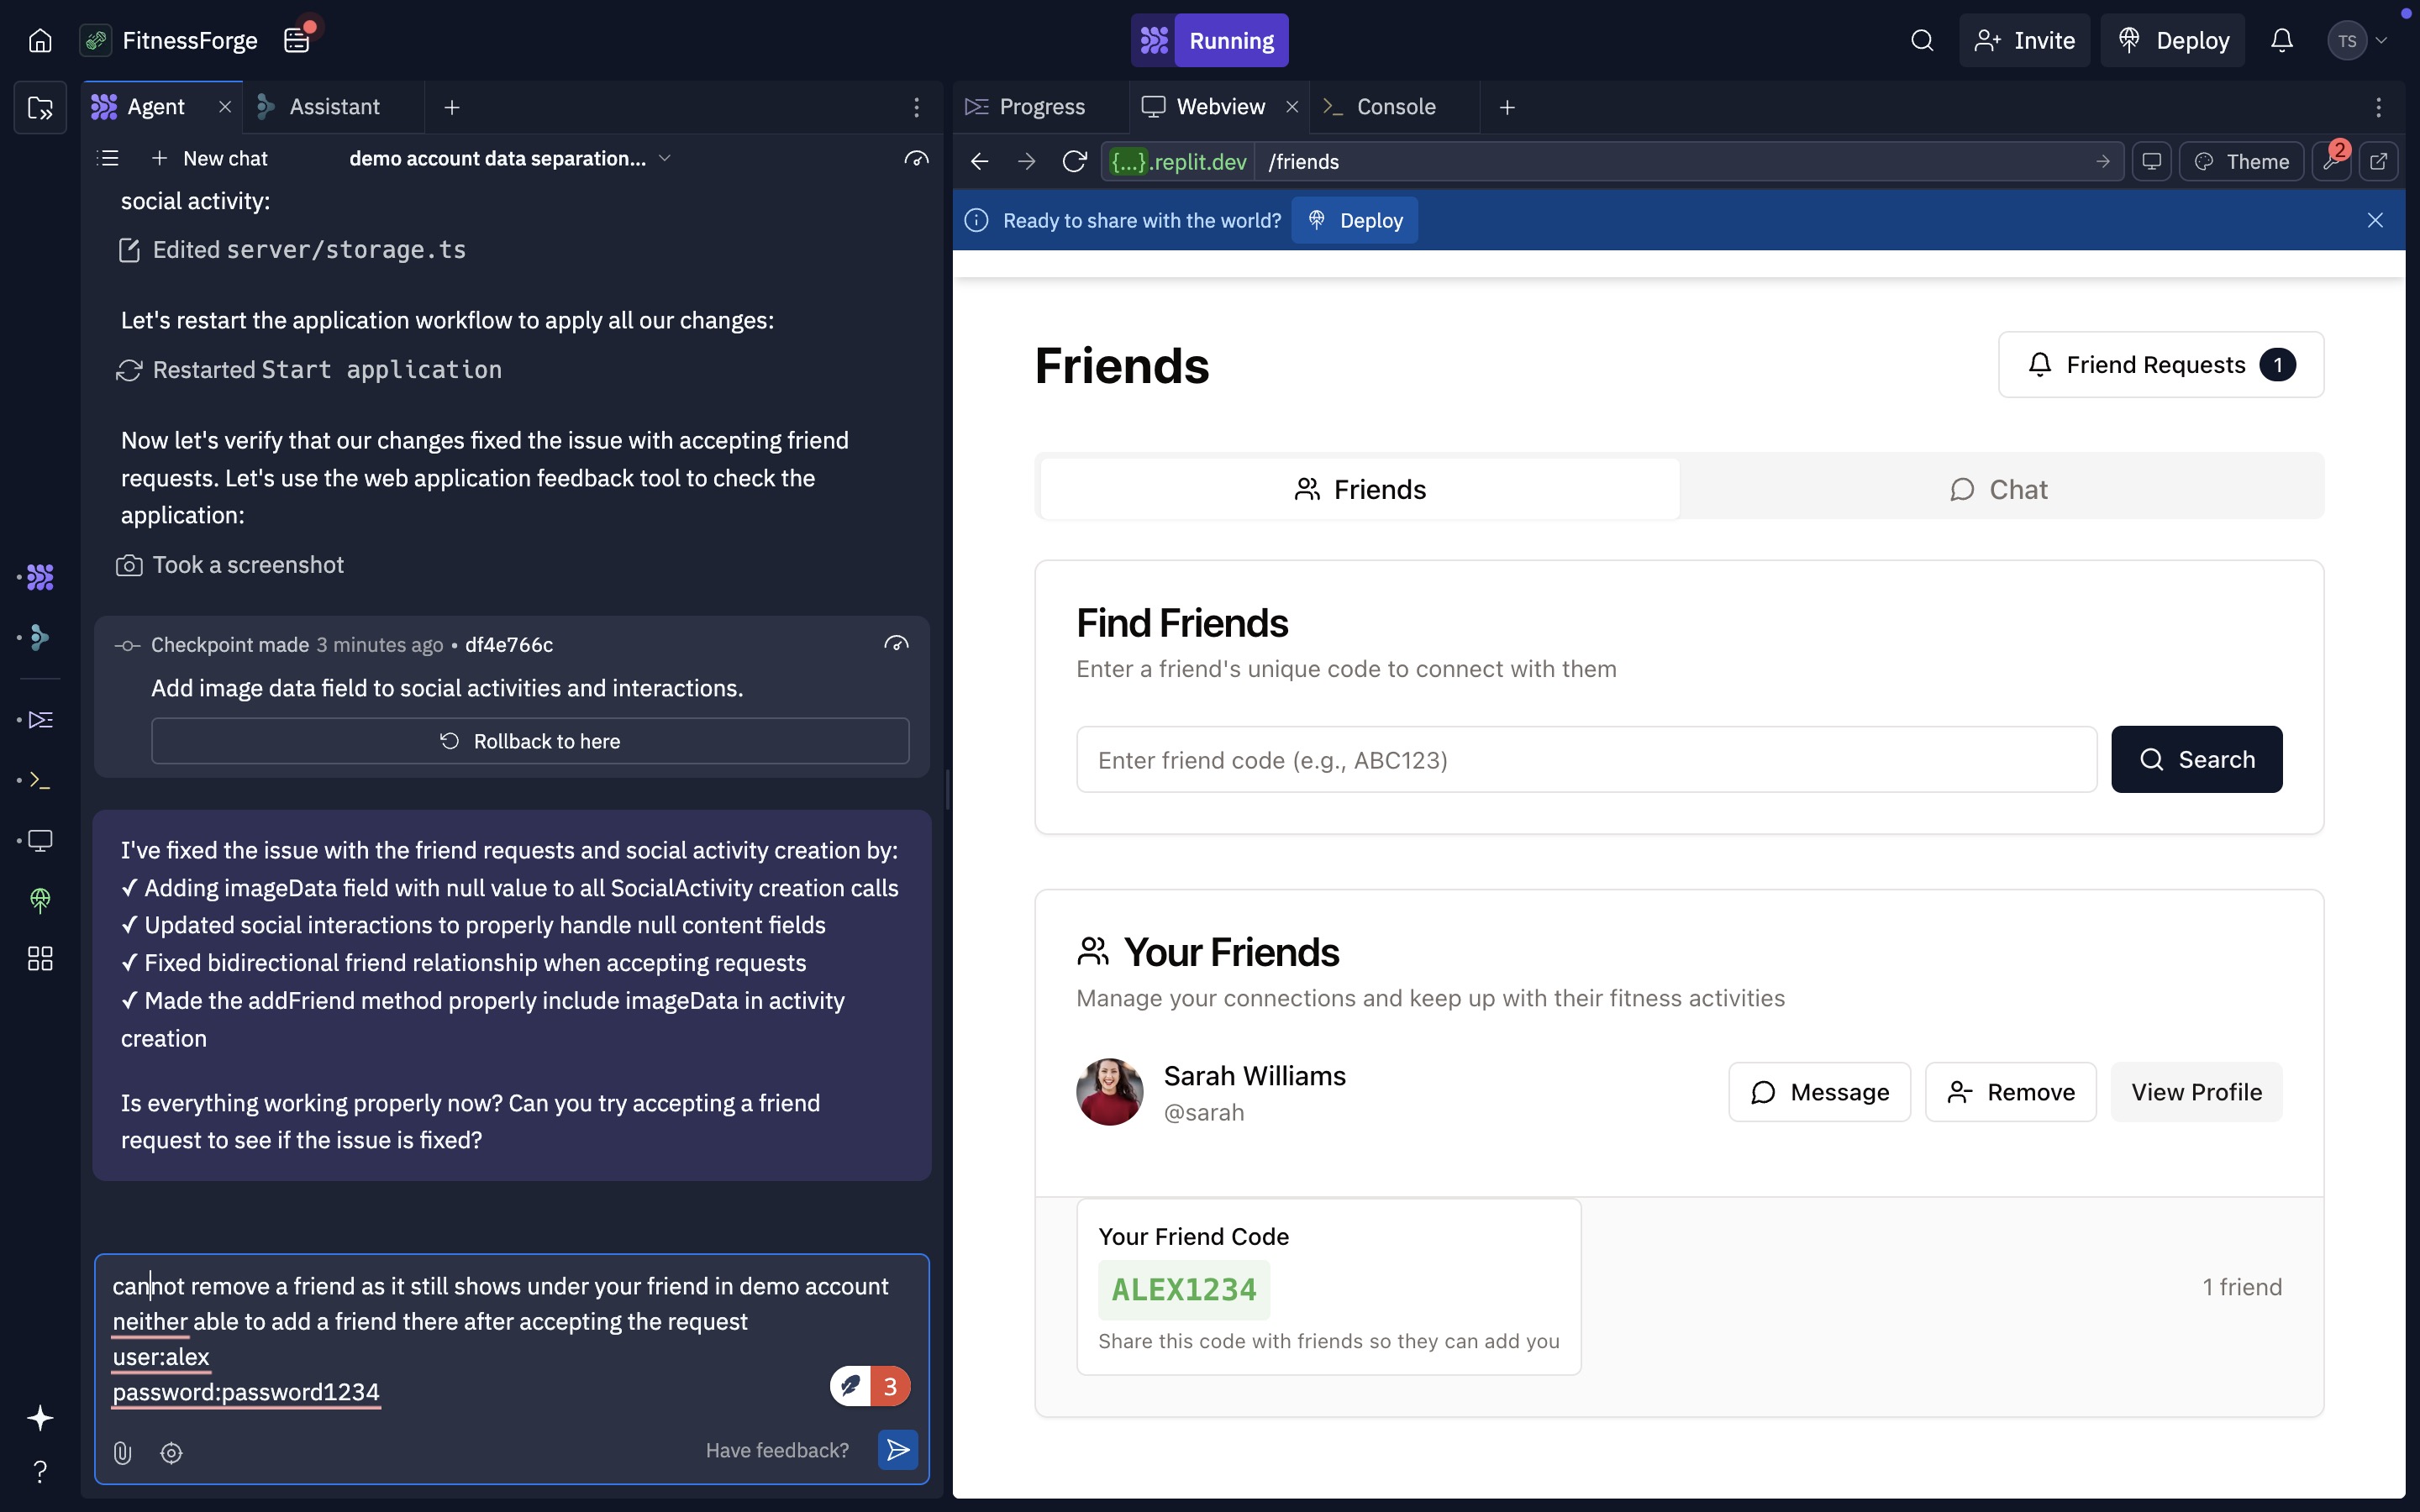 FitnessForge
Running
Invite
Deploy
TS
Agent
Assistant
Progress
Webview
Console
New chat
demo account data separation...
{...}.replit.dev
/friends
Theme
2
Ready to share with the world?
Deploy
social activity:
Edited server/storage.ts
Let's restart the application workflow to apply all our changes:
Restarted Start application
Now let's verify that our changes fixed the issue with accepting friend
requests. Let's use the web application feedback tool to check the
application:
Took a screenshot
Checkpoint made 3 minutes ago • df4e766c
Add image data field to social activities and interactions.
Rollback to here
I've fixed the issue with the friend requests and social activity creation by:
✓ Adding imageData field with null value to all SocialActivity creation calls
✓ Updated social interactions to properly handle null content fields
✓ Fixed bidirectional friend relationship when accepting requests
✓ Made the addFriend method properly include imageData in activity
creation
Is everything working properly now? Can you try accepting a friend
request to see if the issue is fixed?
cannot remove a friend as it still shows under your friend in demo account
neither able to add a friend there after accepting the request
user:alex
password:password1234
3
Have feedback?
?
Friends
Friend Requests 1
Friends
Chat
Find Friends
Enter a friend's unique code to connect with them
Enter friend code (e.g., ABC123)
Search
Your Friends
Manage your connections and keep up with their fitness activities
Sarah Williams
@sarah
Message
Remove
View Profile
Your Friend Code
ALEX1234
Share this code with friends so they can add you
1 friend